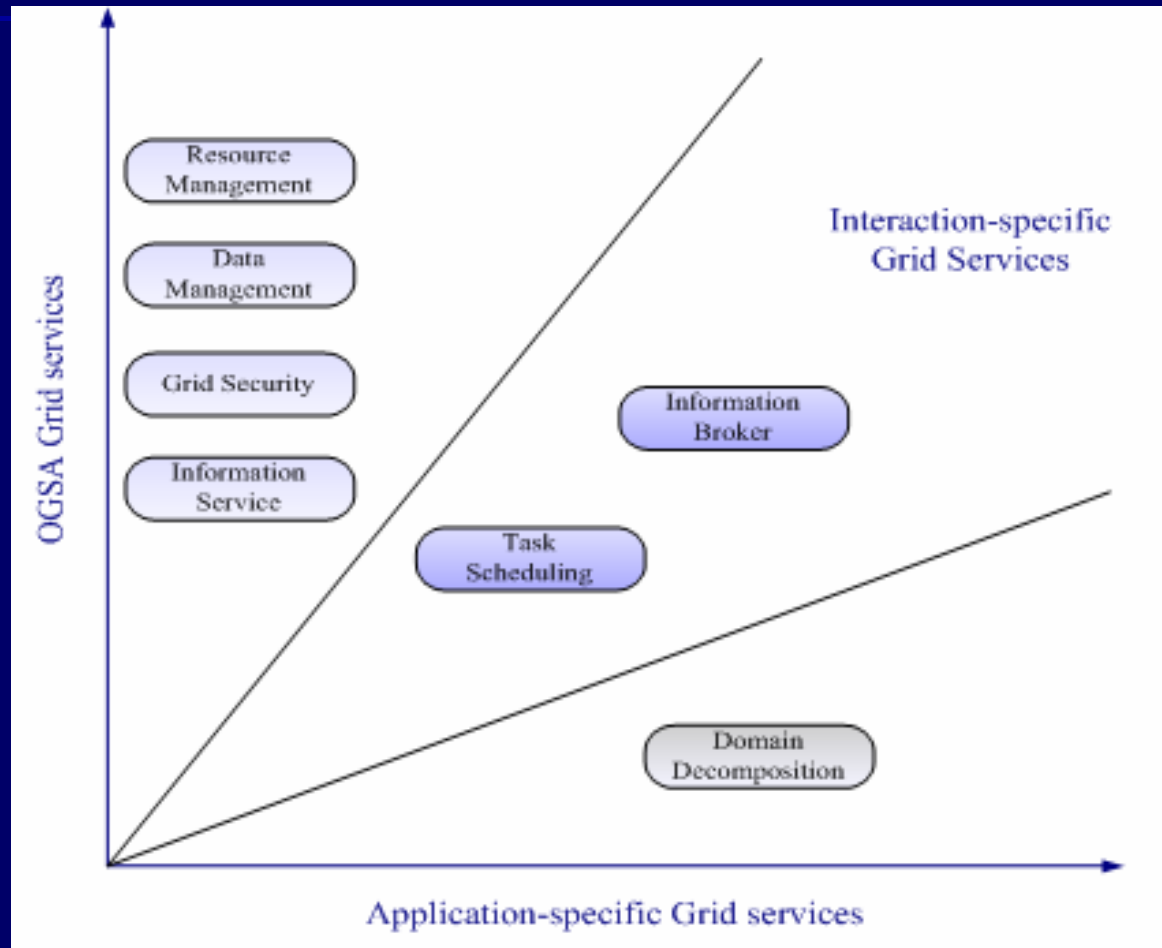 Resource
Management
Data
Management
Grid Security
Information
Service
OGSA Grid services
Interaction-specific
Grid Services
Information
Broker
Task
Scheduling
Domain
Decomposition
Application-specific Grid services